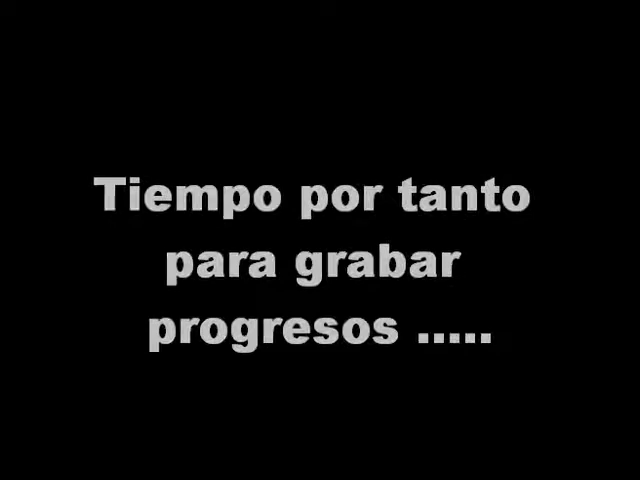 Tiempo por tanto
para grabar
progresos .....